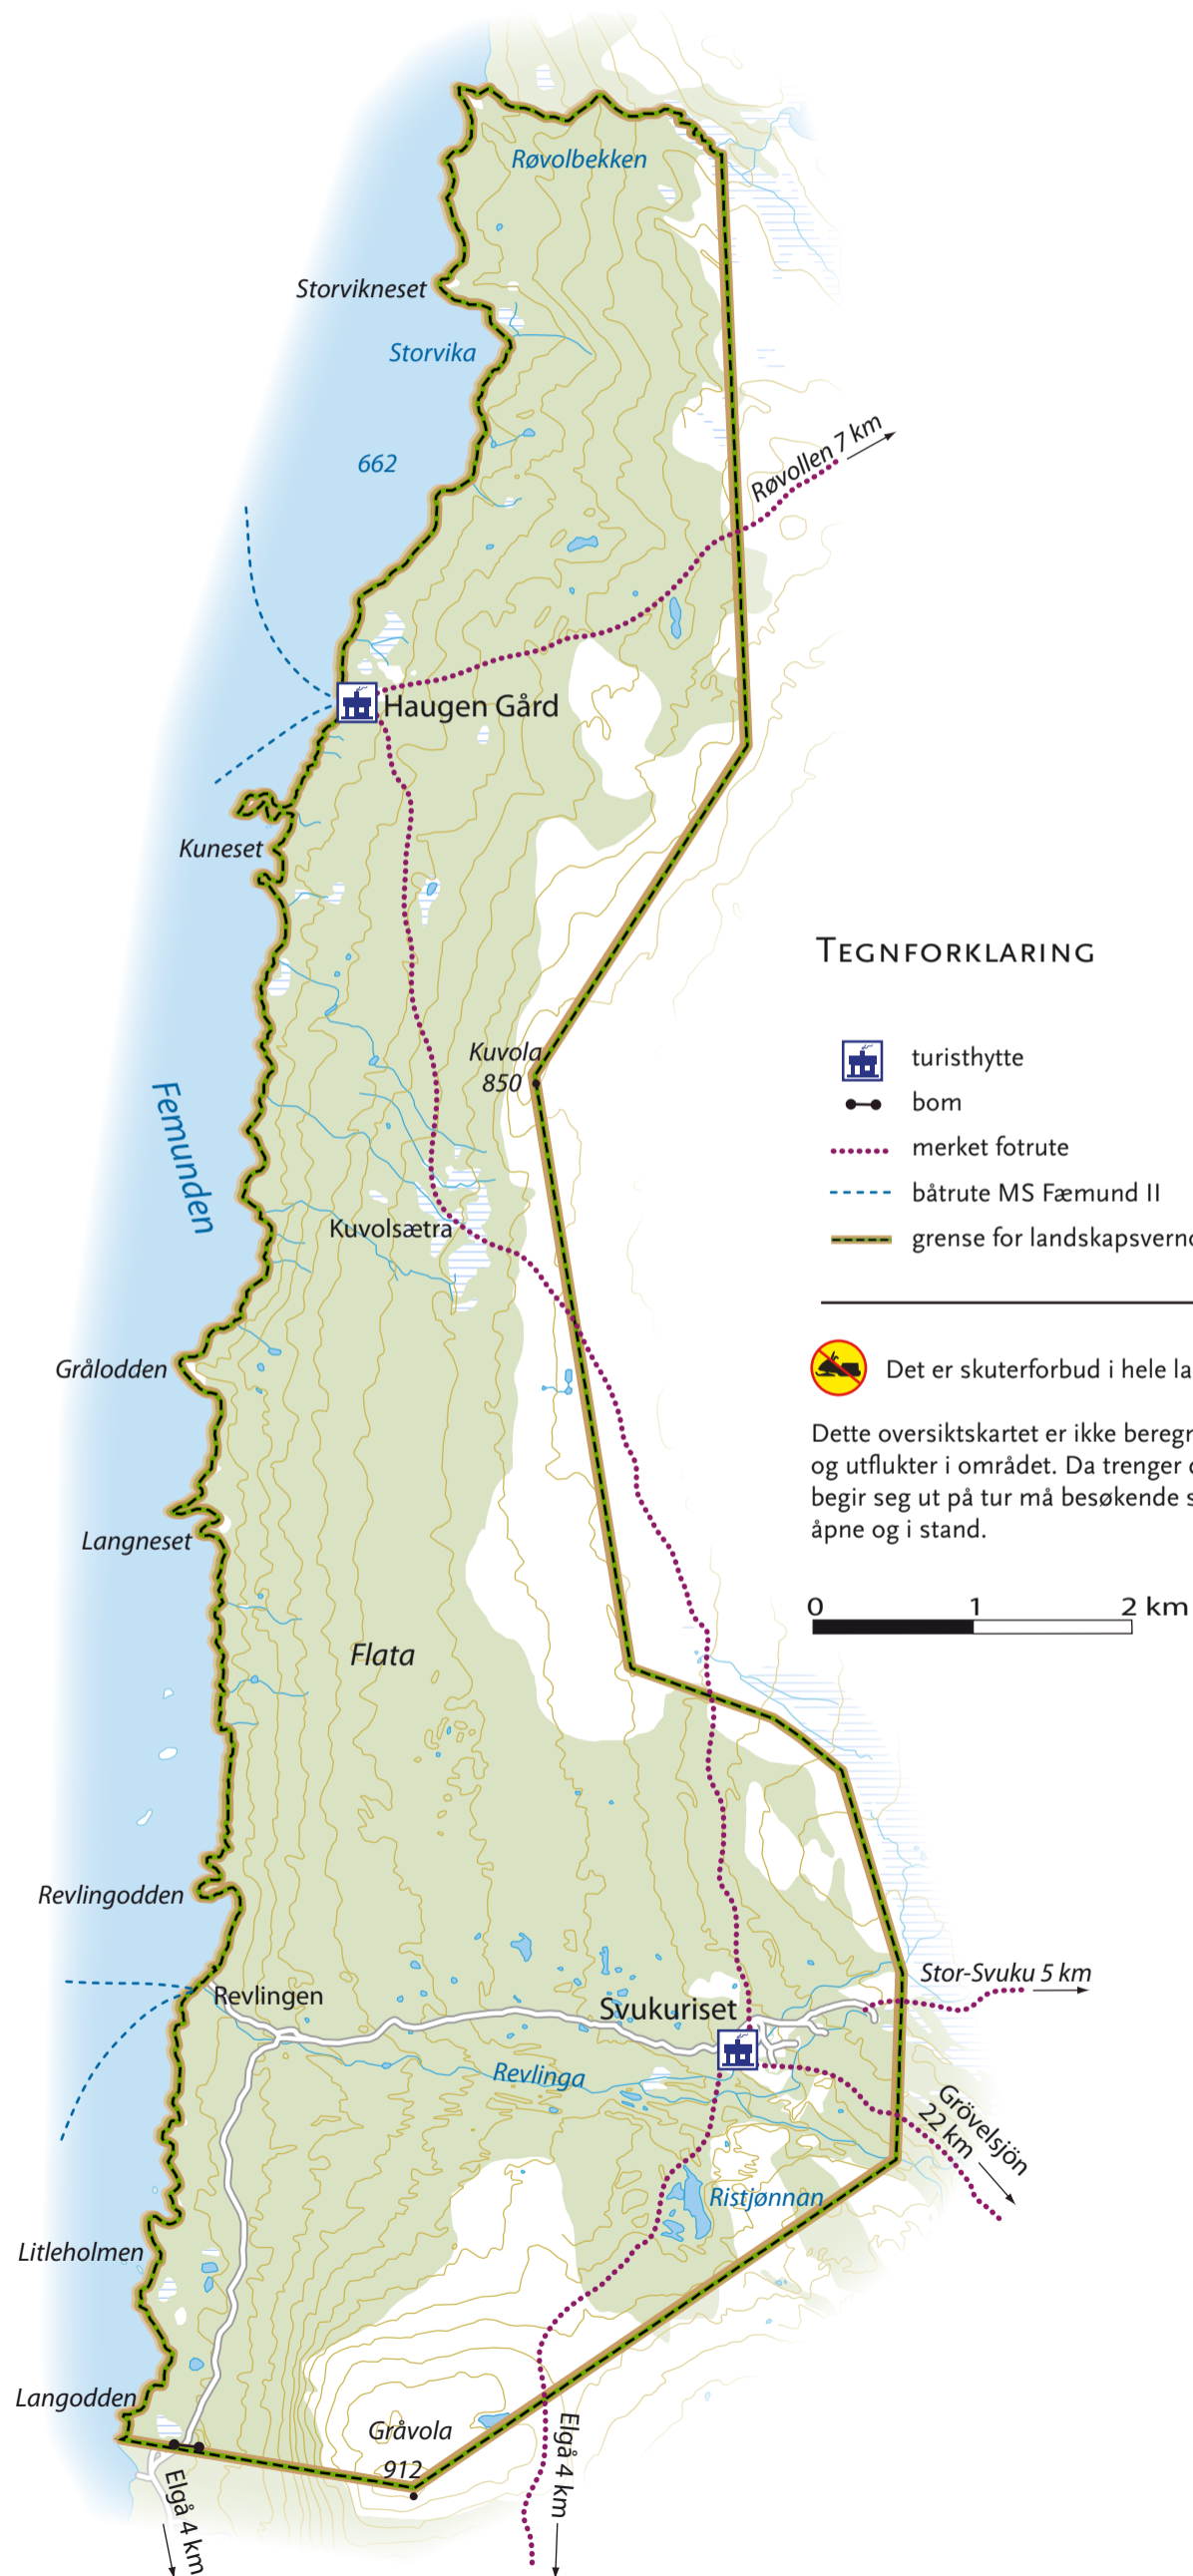 Røvolbekken
Storvikneset
Storvika
662
Røvollen 7 km
Haugen Gård
Kuneset
Kuvola
850
Femunden
Kuvolsætra
Grålodden
Langneset
Flata
Revlingodden
Revlingen
Svukuriset
Stor-Svuku 5 km
Revlinga
Grövelsjön
22 km
Ristjønnan
Litleholmen
Langodden
Gråvola
912
Elgå 4 km
Elgå 4 km
TEGNFORKLARING
turisthytte
bom
merket fotrute
båtrute MS Fæmund II
grense for landskapsverno
Det er skuterforbud i hele la
Dette oversiktskartet er ikke beregn
og utflukter i området. Da trenger d
begir seg ut på tur må besøkende s
åpne og i stand.
0 1 2 km